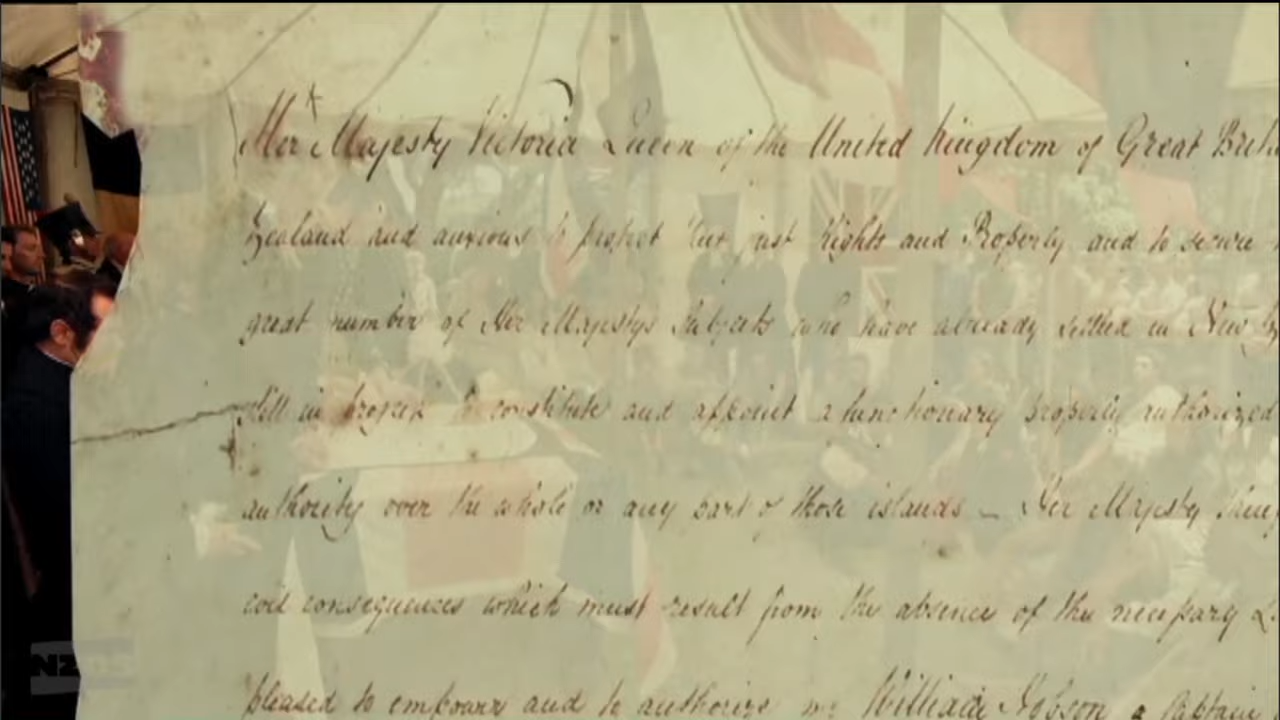 Her Majesty Victoria Queen of the United Kingdom of Great Brit
Zealand and anxious to protect their just Rights and Property and to secure
great number of Her Majesty's Subjects who have already settled in New
still in progress to constitute and appoint a functionary properly authorized
authority over the whole or any part of those islands – Her Majesty
evil consequences which must result from the absence of the necessary
pleased to empower and to authorize me William Hobson a Captain
NZ